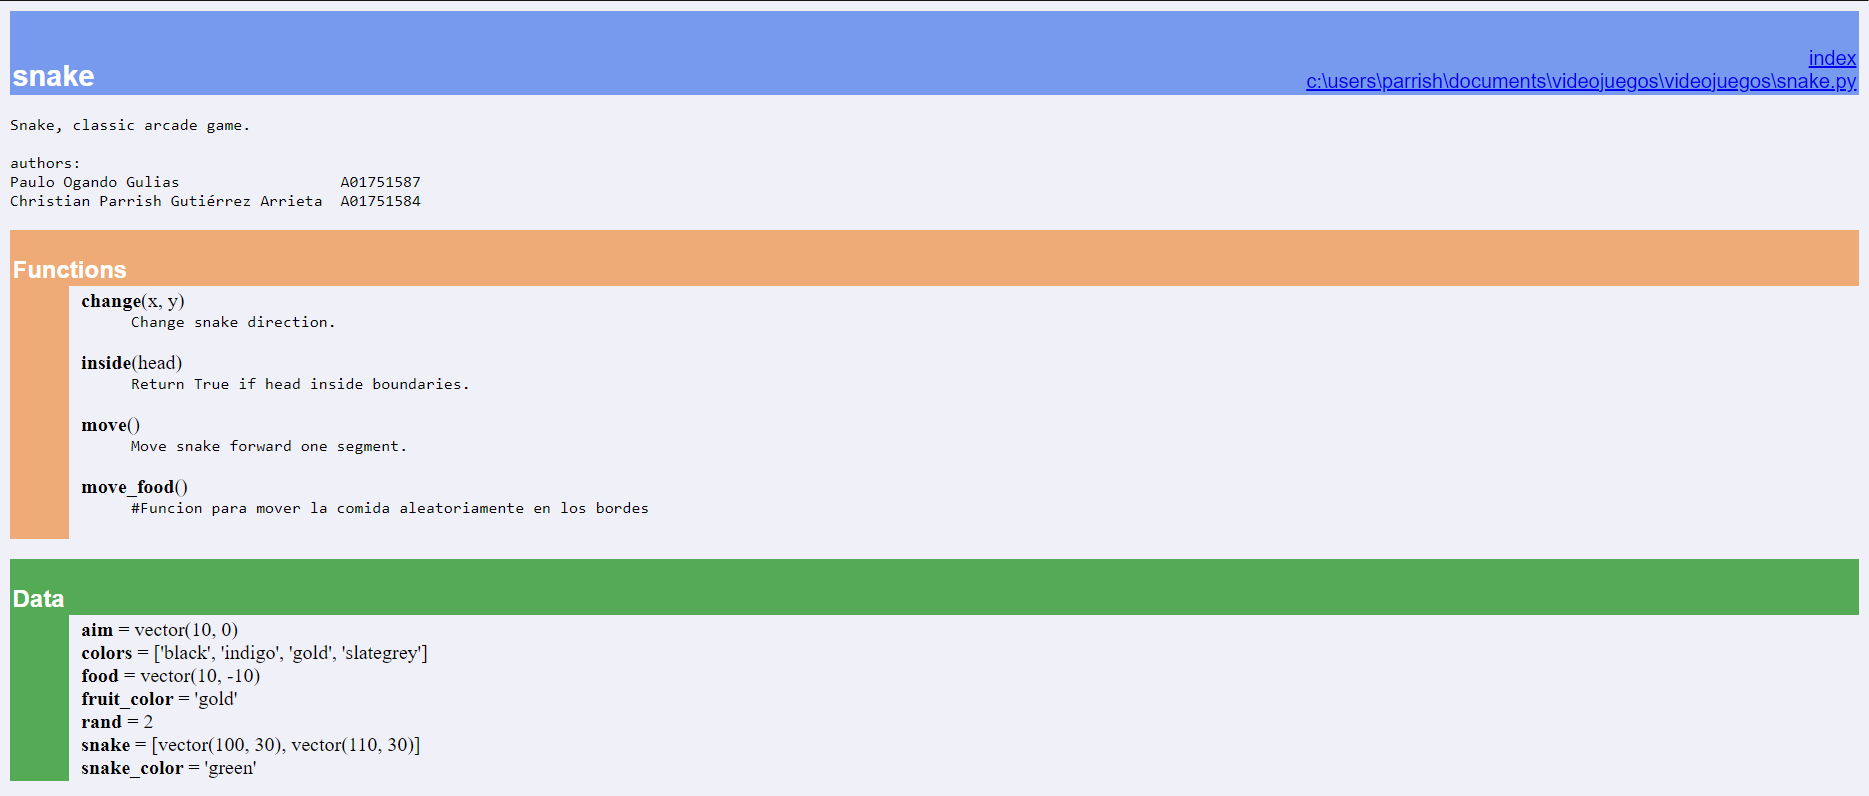 snake
index
c:\users\parrish\documents\videojuegos\videojuegos\snake.py
Snake, classic arcade game.
authors:
Paulo Ogando Gulias                  A01751587
Christian Parrish Gutiérrez Arrieta  A01751584
Functions
change(x, y)
Change snake direction.
inside(head)
Return True if head inside boundaries.
move()
Move snake forward one segment.
move_food()
#Funcion para mover la comida aleatoriamente en los bordes
Data
aim = vector(10, 0)
colors = ['black', 'indigo', 'gold', 'slategrey']
food = vector(10, -10)
fruit_color = 'gold'
rand = 2
snake = [vector(100, 30), vector(110, 30)]
snake_color = 'green'